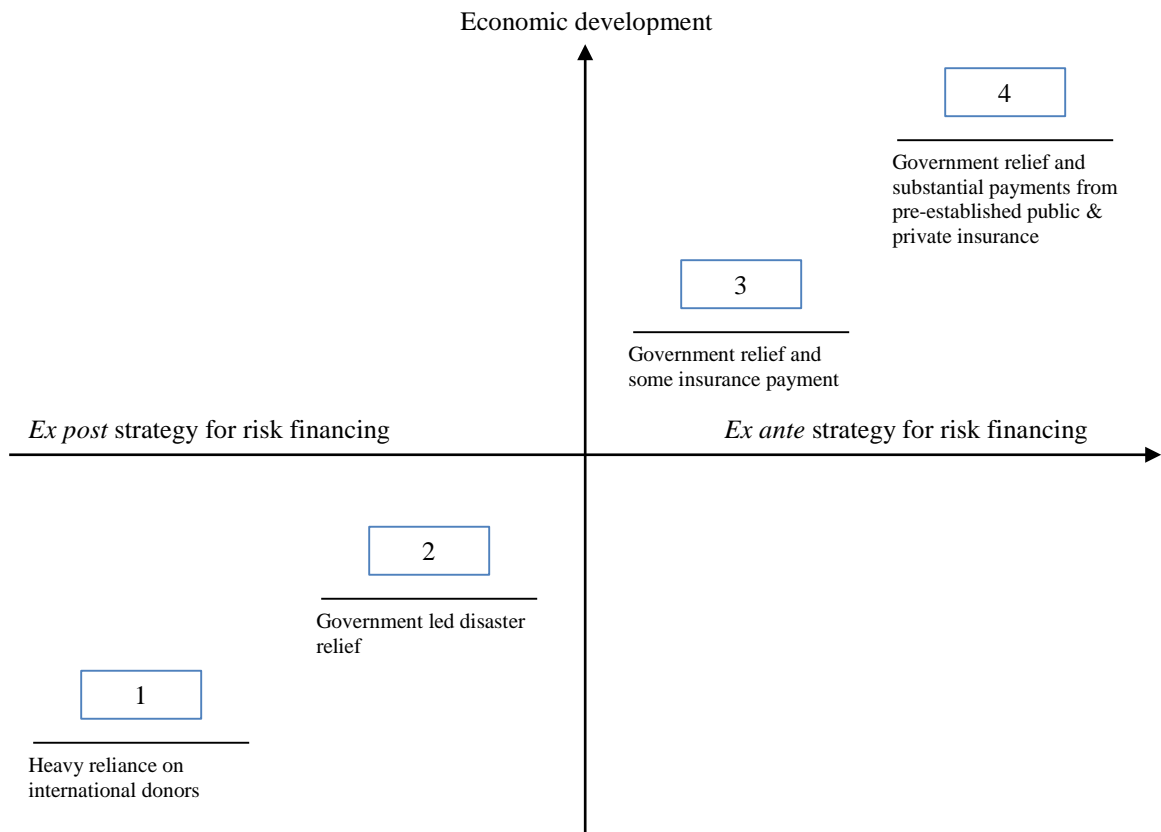 Economic development
4
Government relief and
substantial payments from
pre-established public &
private insurance
3
Government relief and
some insurance payment
Ex post strategy for risk financing
Ex ante strategy for risk financing
2
Government led disaster
relief
1
Heavy reliance on
international donors